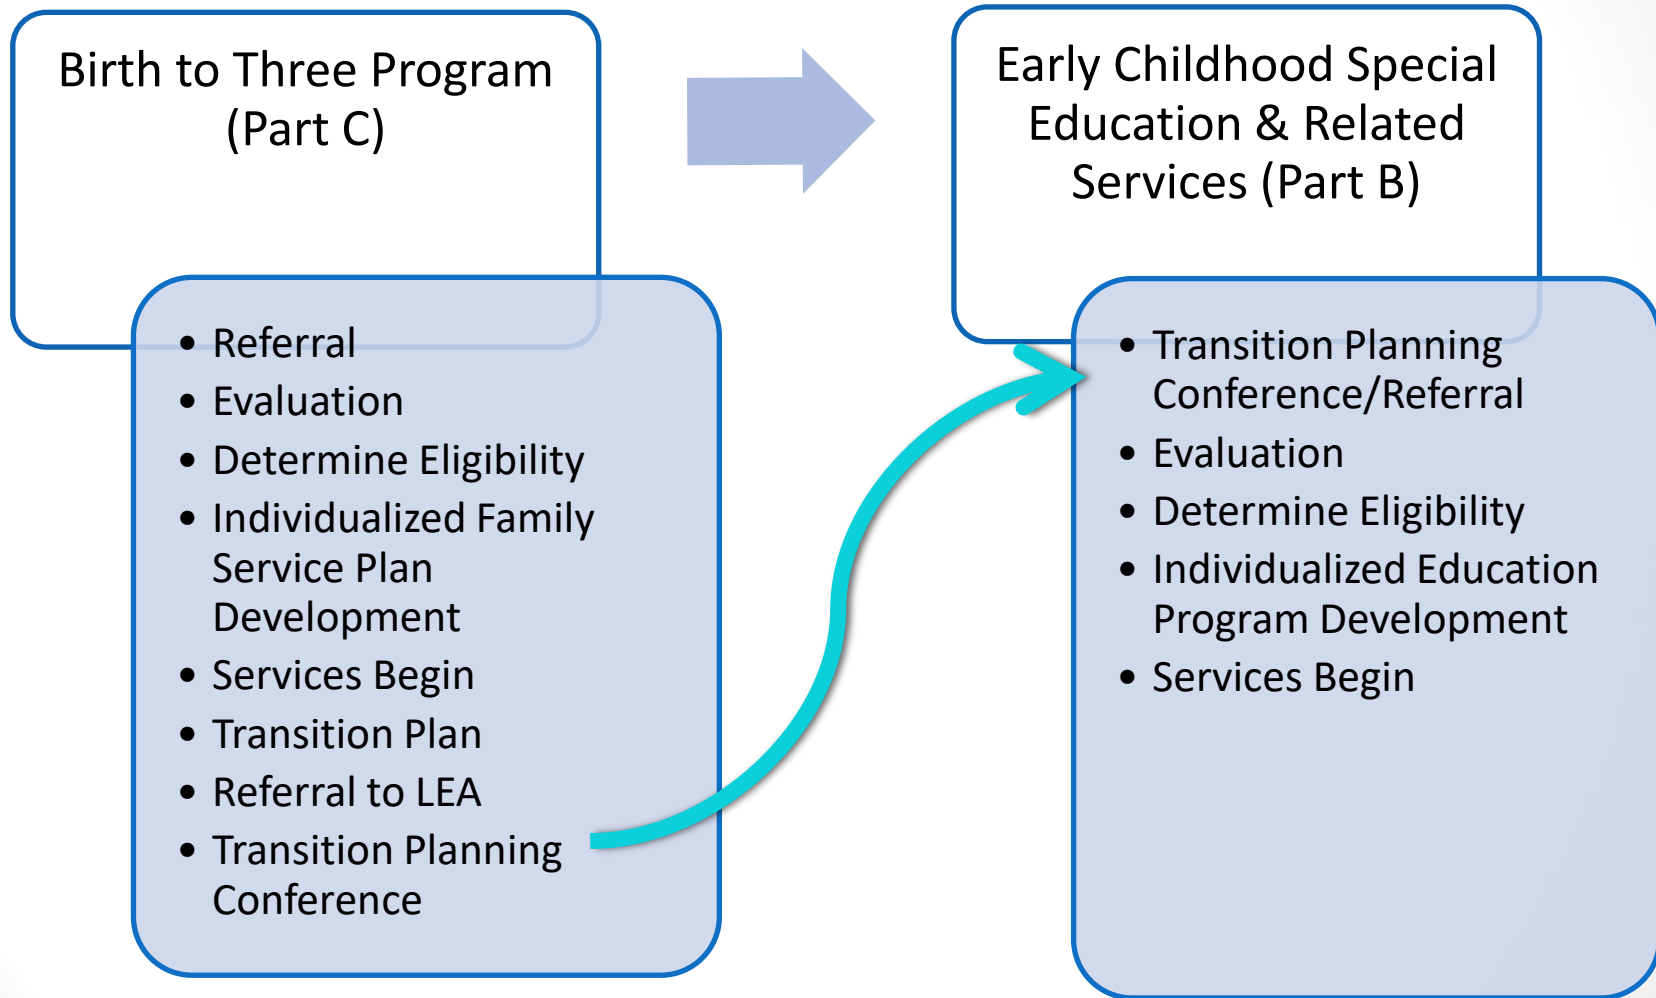 Birth to Three Program
(Part C)
• Referral
• Evaluation
• Determine Eligibility
• Individualized Family
Service Plan
Development
• Services Begin
• Transition Plan
• Referral to LEA
• Transition Planning
Conference
Early Childhood Special
Education & Related
Services (Part B)
• Transition Planning
Conference/Referral
• Evaluation
• Determine Eligibility
• Individualized Education
Program Development
• Services Begin